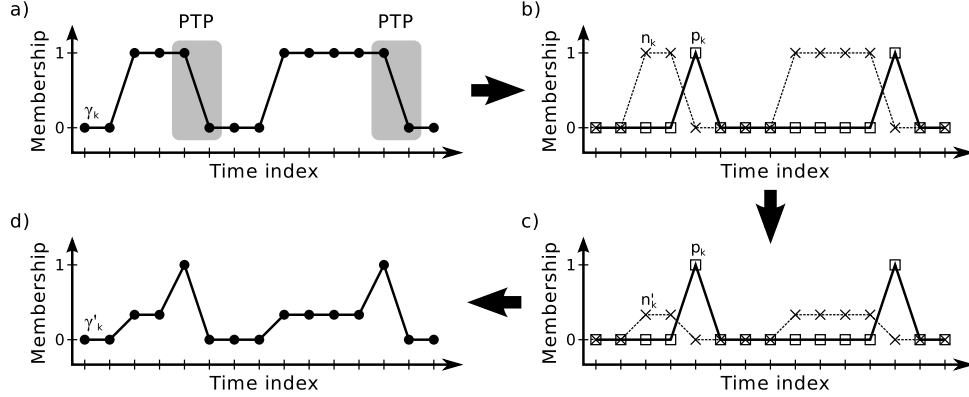 a)
PTP
PTP
Membership
1
0
γk
Time index
b)
Membership
1
0
nk
pk
Time index
d)
Membership
1
0
γ'k
Time index
c)
Membership
1
0
n'k
pk
Time index